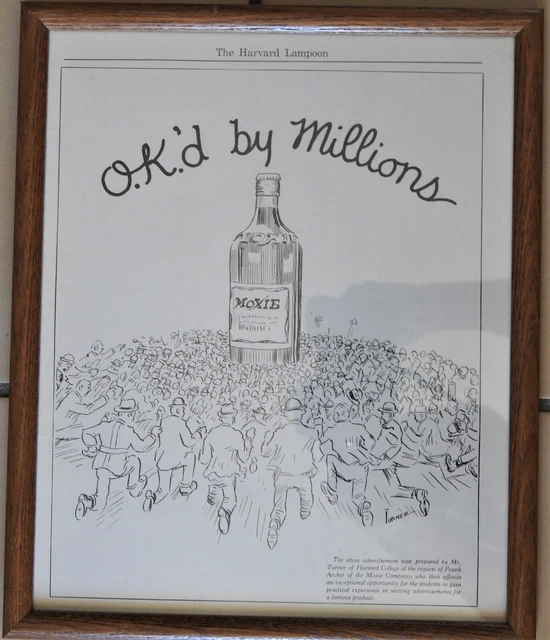 The Harvard Lampoon
O.K.'d by Millions
MOXIE
TURNER
The above advertisement was prepared by Mr.
Turner of Harvard College at the request of Frank
Archer of the Moxie Company, who thus affords
an exceptional opportunity for the students to gain
practical experience in writing advertisements for
a famous product.